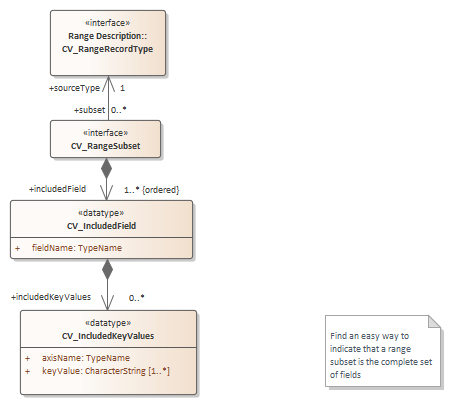 «interface»
Range Description::
CV_RangeRecordType
+sourceType 1
+subset 0..*
«interface»
CV_RangeSubset
+includedField 1..* {ordered}
«datatype»
CV_IncludedField
+ fieldName: TypeName
+includedKeyValues 0..*
«datatype»
CV_IncludedKeyValues
+ axisName: TypeName
+ keyValue: CharacterString [1..*]
Find an easy way to
indicate that a range
subset is the complete set
of fields